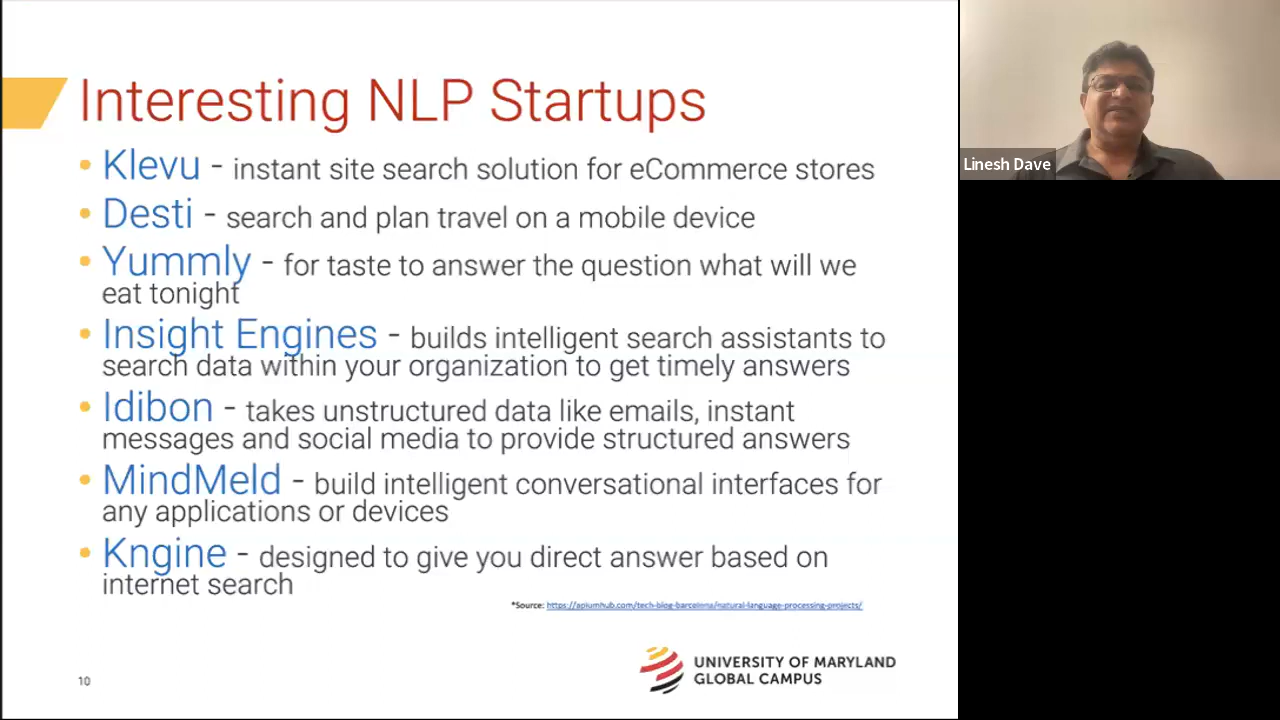 Interesting NLP Startups
• Klevu - instant site search solution for eCommerce stores
• Desti - search and plan travel on a mobile device
• Yummly - for taste to answer the question what will we
eat tonight
• Insight Engines - builds intelligent search assistants to
search data within your organization to get timely answers
• Idibon - takes unstructured data like emails, instant
messages and social media to provide structured answers
• MindMeld - build intelligent conversational interfaces for
any applications or devices
• Kngine - designed to give you direct answer based on
internet search
*Source: https://apiumhub.com/tech-blog-barcelona/natural-language-processing-projects/
UNIVERSITY OF MARYLAND
GLOBAL CAMPUS
10
Linesh Dave